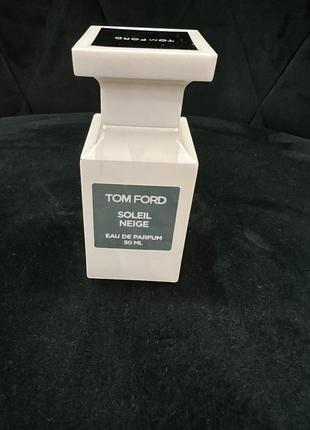 TOM FORD
TOM FORD
SOLEIL
NEIGE
EAU DE PARFUM
50 ML